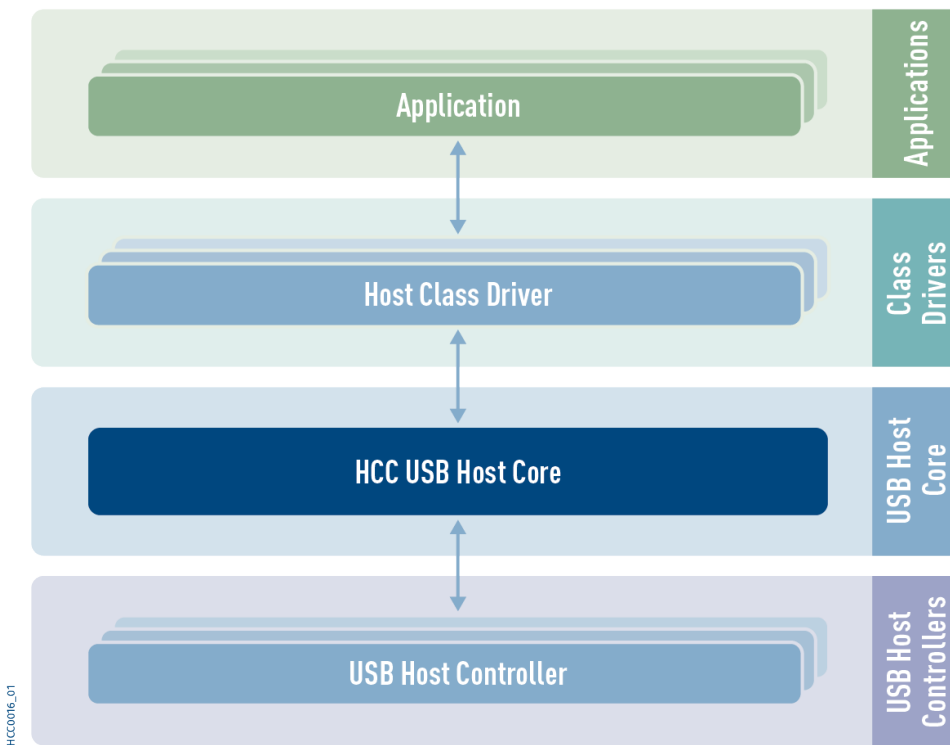 Application
Applications
Host Class Driver
Class
Drivers
HCC USB Host Core
USB Host
Core
USB Host Controller
USB Host
Controllers
HCC0016_01